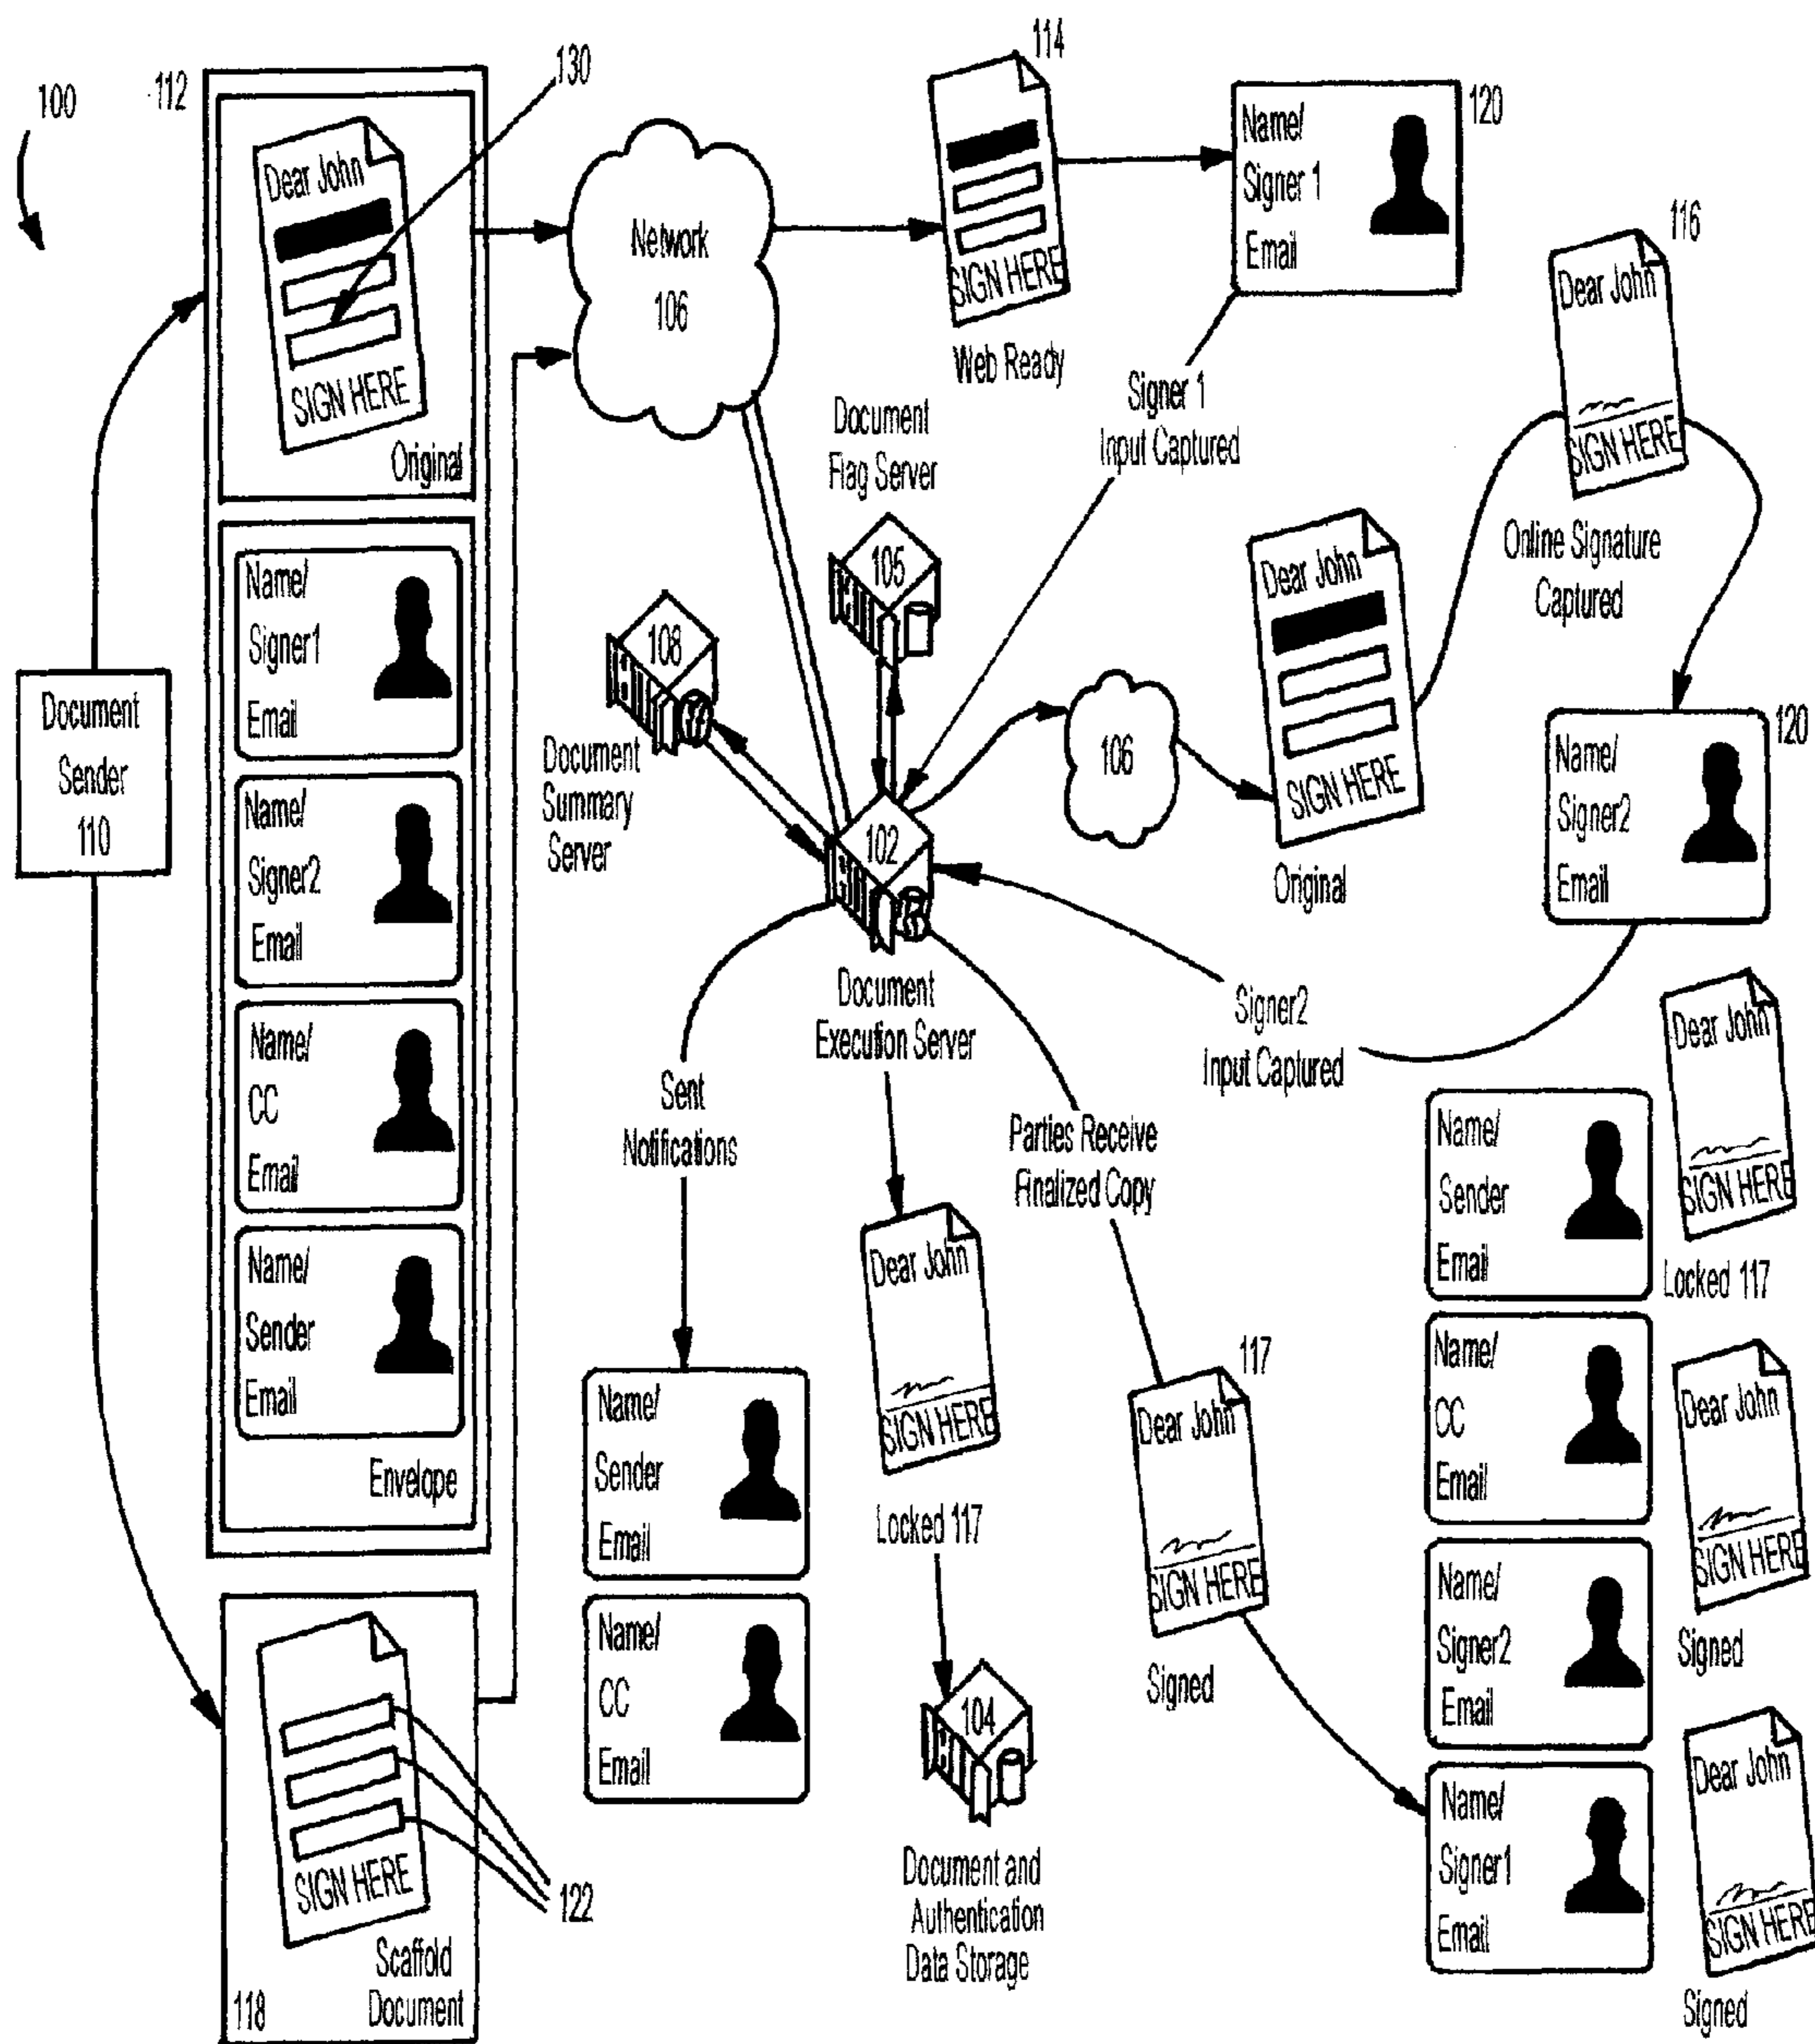 100
112
130
Dear John
SIGN HERE
Original
Name/
Signer1
Email
Name/
Signer2
Email
Name/
CC
Email
Name/
Sender
Email
Envelope
Document
Sender
110
SIGN HERE
122
Scaffold
Document
118
Network
106
114
SIGN HERE
Web Ready
Name/
Signer 1
Email
120
Signer 1
Input Captured
116
Dear John
SIGN HERE
Online Signature
Captured
Document
Flag Server
105
108
Document
Summary
Server
102
Document
Execution Server
106
Dear John
SIGN HERE
Original
Name/
Signer2
Email
120
Signer2
Input Captured
Sent
Notifications
Name/
Sender
Email
Name/
CC
Email
Dear John
SIGN HERE
Locked 117
104
Document and
Authentication
Data Storage
Parties Receive
Finalized Copy
117
Dear John
SIGN HERE
Signed
Name/
Sender
Email
Dear John
SIGN HERE
Locked 117
Name/
CC
Email
Dear John
SIGN HERE
Signed
Name/
Signer2
Email
Name/
Signer1
Email
Dear John
SIGN HERE
Signed